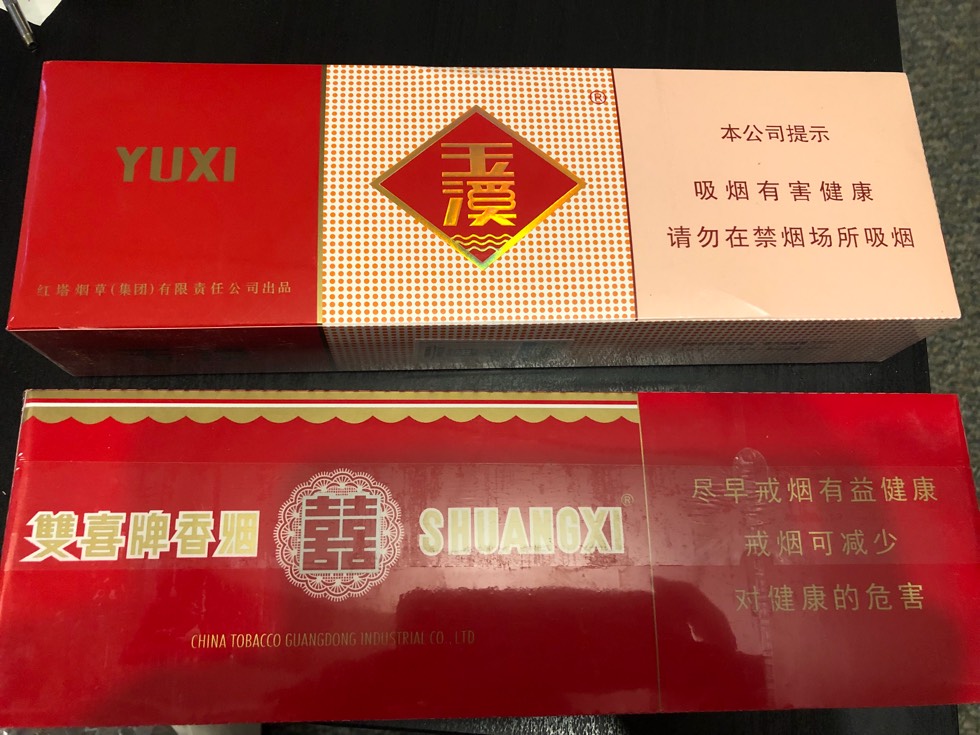 YUXI
红塔烟草(集团)有限责任公司出品
玉溪
®
本公司提示
吸烟有害健康
请勿在禁烟场所吸烟
雙喜牌香烟
囍
SHUANGXI
®
CHINA TOBACCO GUANGDONG INDUSTRIAL CO., LTD
尽早戒烟有益健康
戒烟可减少
对健康的危害